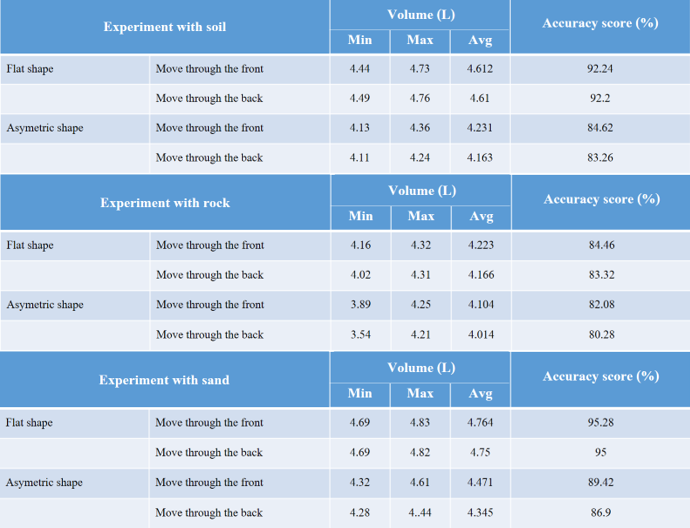 Experiment with soil Volume (L) Accuracy score (%)
Min Max Avg
Flat shape Move through the front 4.44 4.73 4.612 92.24
Move through the back 4.49 4.76 4.61 92.2
Asymetric shape Move through the front 4.13 4.36 4.231 84.62
Move through the back 4.11 4.24 4.163 83.26
Experiment with rock Volume (L) Accuracy score (%)
Min Max Avg
Flat shape Move through the front 4.16 4.32 4.223 84.46
Move through the back 4.02 4.31 4.166 83.32
Asymetric shape Move through the front 3.89 4.25 4.104 82.08
Move through the back 3.54 4.21 4.014 80.28
Experiment with sand Volume (L) Accuracy score (%)
Min Max Avg
Flat shape Move through the front 4.69 4.83 4.764 95.28
Move through the back 4.69 4.82 4.75 95
Asymetric shape Move through the front 4.32 4.61 4.471 89.42
Move through the back 4.28 4..44 4.345 86.9